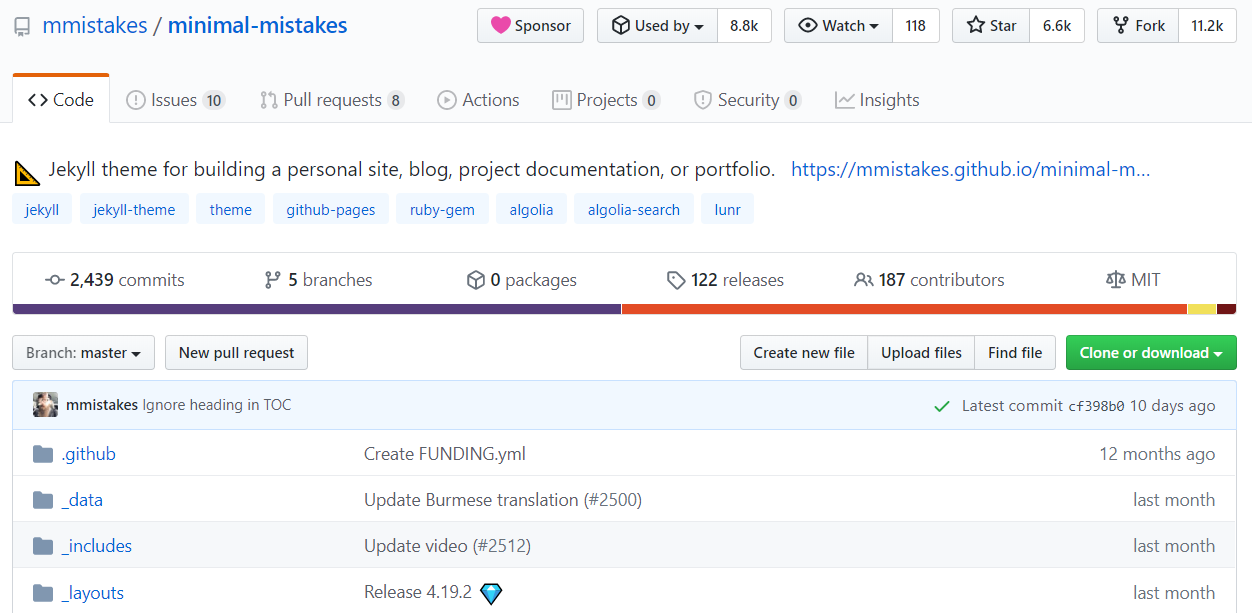 mmistakes / minimal-mistakes Sponsor Used by 8.8k Watch 118 Star 6.6k Fork 11.2k
Code Issues 10 Pull requests 8 Actions Projects 0 Security 0 Insights
Jekyll theme for building a personal site, blog, project documentation, or portfolio. https://mmistakes.github.io/minimal-m...
jekyll jekyll-theme theme github-pages ruby-gem algolia algolia-search lunr
2,439 commits 5 branches 0 packages 122 releases 187 contributors MIT
Branch: master New pull request Create new file Upload files Find file Clone or download
mmistakes Ignore heading in TOC Latest commit cf398b0 10 days ago
.github Create FUNDING.yml 12 months ago
_data Update Burmese translation (#2500) last month
_includes Update video (#2512) last month
_layouts Release 4.19.2 last month